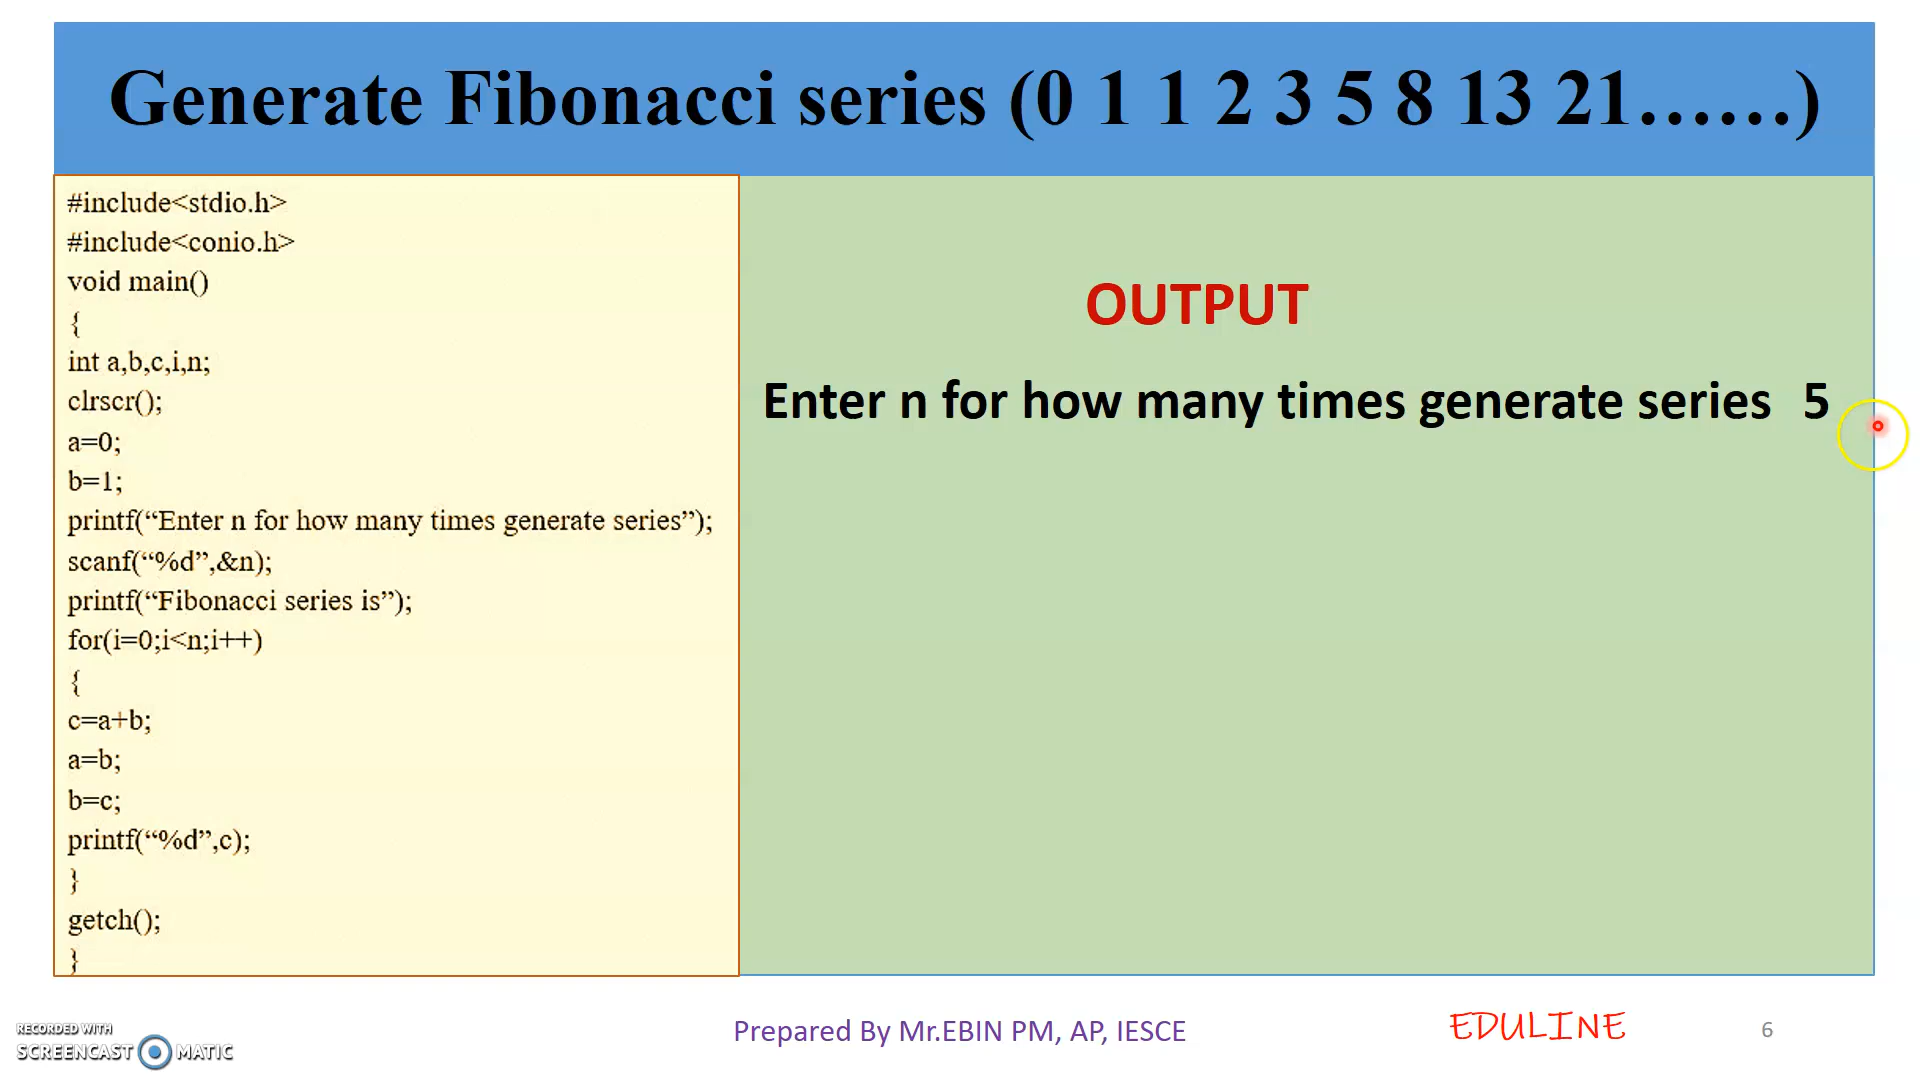 Generate Fibonacci series (0 1 1 2 3 5 8 13 21……)
#include<stdio.h>
#include<conio.h>
void main()
{
int a,b,c,i,n;
clrscr();
a=0;
b=1;
printf(“Enter n for how many times generate series”);
scanf(“%d”,&n);
printf(“Fibonacci series is”);
for(i=0;i<n;i++)
{
c=a+b;
a=b;
b=c;
printf(“%d”,c);
}
getch();
}
OUTPUT
Enter n for how many times generate series 5
RECORDED WITH
SCREENCAST MATIC
Prepared By Mr.EBIN PM, AP, IESCE
EDULINE
6